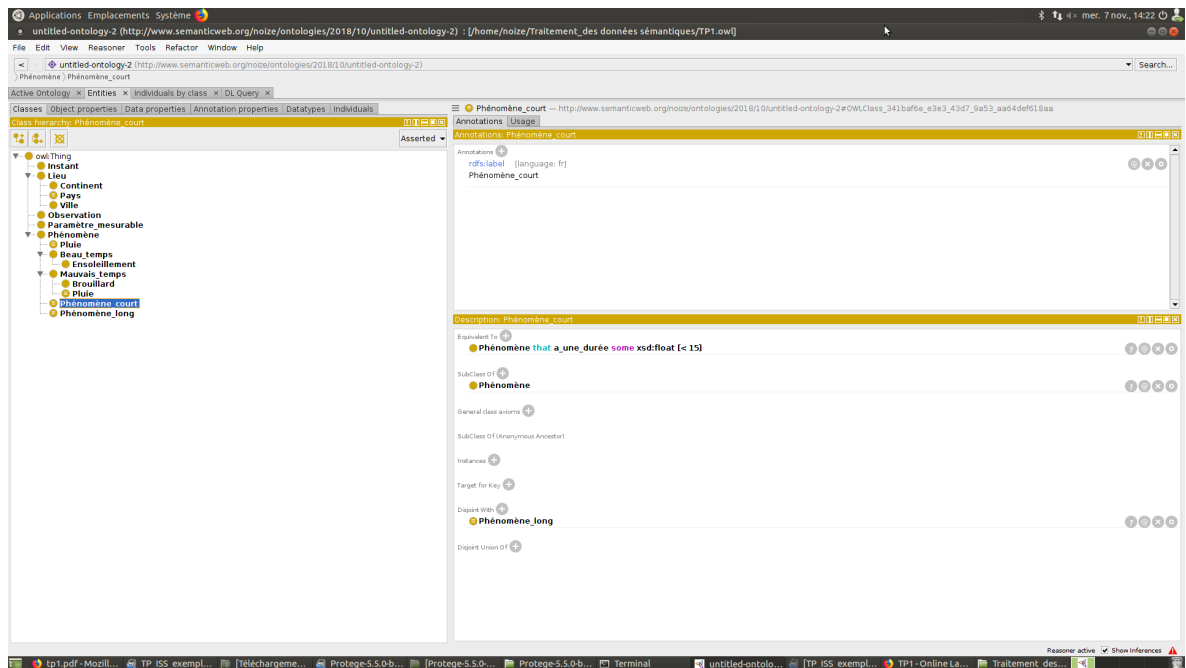 Applications Emplacements Système mer. 7 nov., 14:22
untitled-ontology-2 (http://www.semanticweb.org/noize/ontologies/2018/10/untitled-ontology-2) : [/home/noize/Traitement_des données sémantiques/TP1.owl]
File Edit View Reasoner Tools Refactor Window Help
< > untitled-ontology-2 (http://www.semanticweb.org/noize/ontologies/2018/10/untitled-ontology-2) Search...
Phénomène Phénomène_court
Active Ontology × Entities × Individuals by class × DL Query ×
Classes Object properties Data properties Annotation properties Datatypes Individuals
Class hierarchy: Phénomène_court
Asserted
owl:Thing
Instant
Lieu
Continent
Pays
Ville
Observation
Paramètre_mesurable
Phénomène
Pluie
Beau_temps
Ensoleillement
Mauvais_temps
Brouillard
Pluie
Phénomène_court
Phénomène_long
Phénomène_court — http://www.semanticweb.org/noize/ontologies/2018/10/untitled-ontology-2#OWLClass_341baf6e_e3e3_43d7_9a53_aa64def618aa
Annotations Usage
Annotations: Phénomène_court
Annotations
rdfs:label [language: fr]
Phénomène_court
Description: Phénomène_court
Equivalent To
Phénomène that a_une_durée some xsd:float [< 15]
SubClass Of
Phénomène
General class axioms
SubClass Of (Anonymous Ancestor)
Instances
Target for Key
Disjoint With
Phénomène_long
Disjoint Union Of
Reasoner active Show Inferences
tp1.pdf - Mozill... TP_ISS_exempl... [Téléchargeme... Protege-5.5.0-b... [Protege-5.5.0-... Protege-5.5.0-b... Terminal untitled-ontolo... [TP_ISS_exempl... TP1 - Online La... Traitement_des...